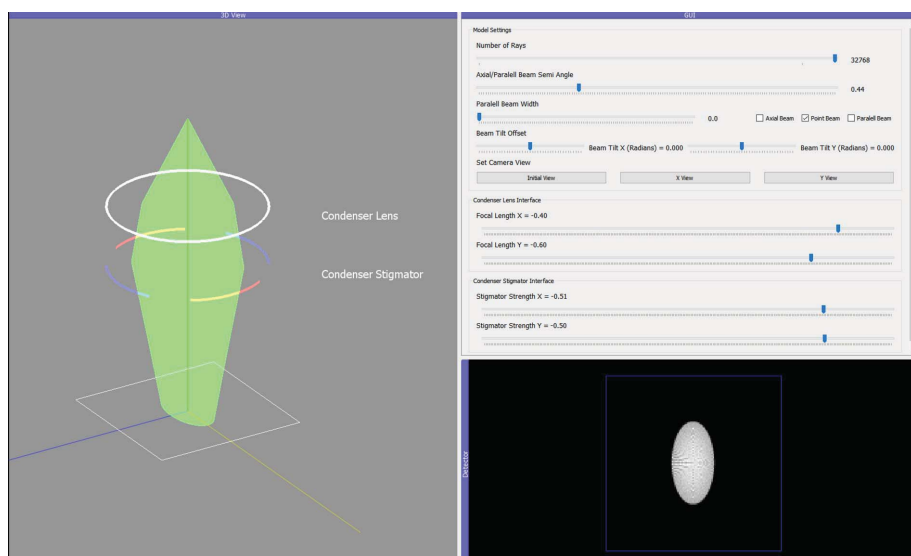 3D View
GUI
Model Settings
Number of Rays
32768
Axial/Paralell Beam Semi Angle
0.44
Paralell Beam Width
0.0 Axial Beam Point Beam Paralell Beam
Beam Tilt Offset
Beam Tilt X (Radians) = 0.000 Beam Tilt Y (Radians) = 0.000
Set Camera View
Initial View X View Y View
Condenser Lens Interface
Focal Length X = -0.40
Focal Length Y = -0.60
Condenser Stigmator Interface
Stigmator Strength X = -0.51
Stigmator Strength Y = -0.50
Condenser Lens
Condenser Stigmator
Detector